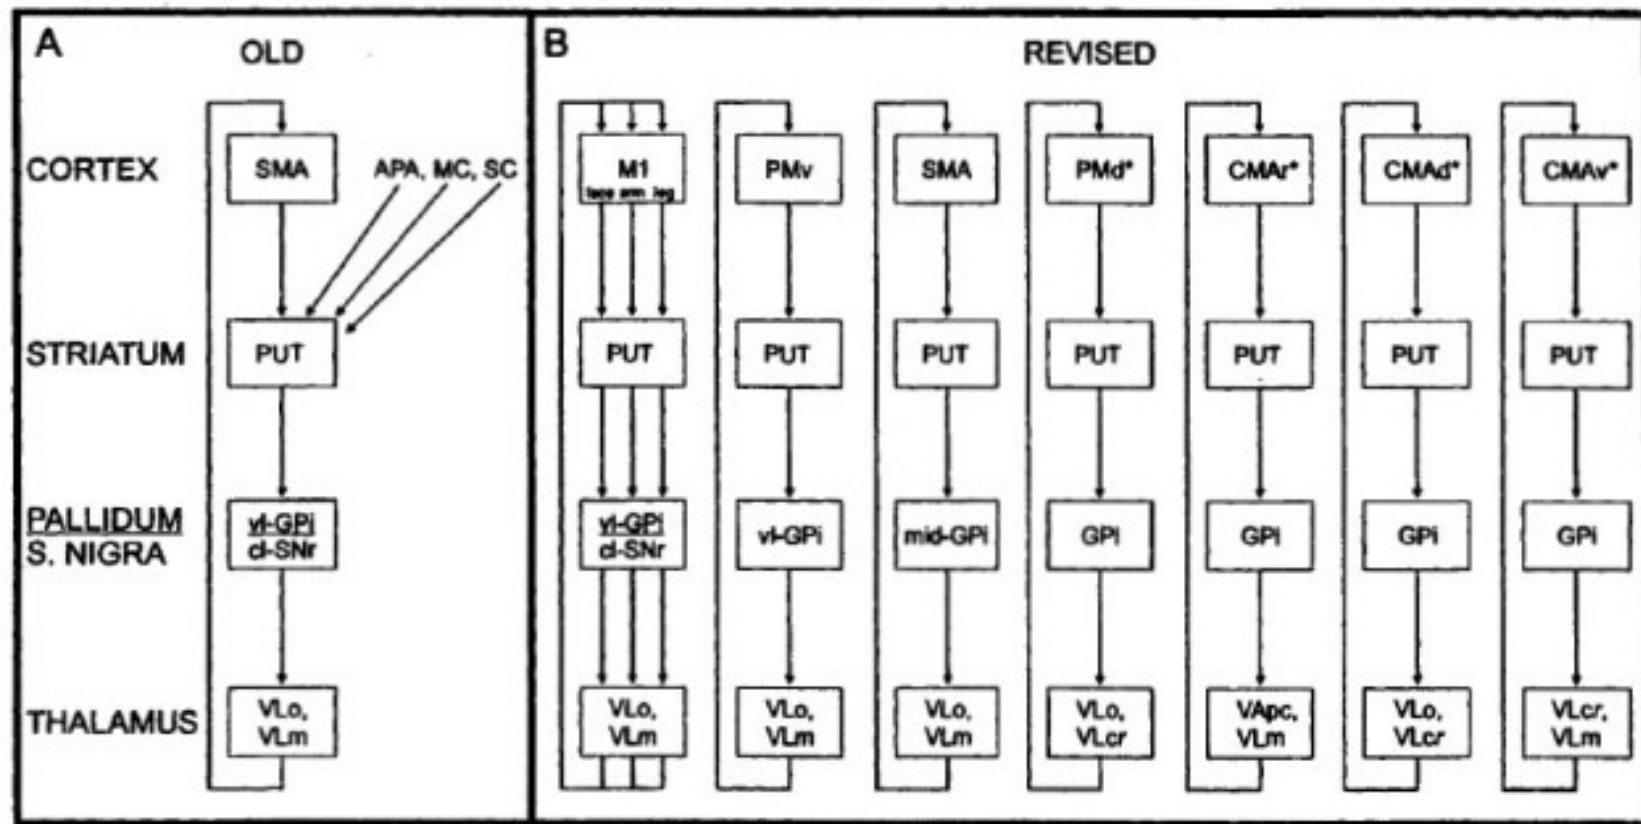 A
OLD
B
REVISED
CORTEX
SMA
APA, MC, SC
M1
face arm leg
PMv
SMA
PMd*
CMAr*
CMAd*
CMAv*
STRIATUM
PUT
PUT
PUT
PUT
PUT
PUT
PUT
PUT
PALLIDUM
S. NIGRA
vl-GPi
cl-SNr
vl-GPi
cl-SNr
vl-GPi
mid-GPi
GPi
GPi
GPi
GPi
THALAMUS
VLo,
VLm
VLo,
VLm
VLo,
VLm
VLo,
VLm
VLo,
VLcr
VApc,
VLm
VLo,
VLcr
VLcr,
VLm